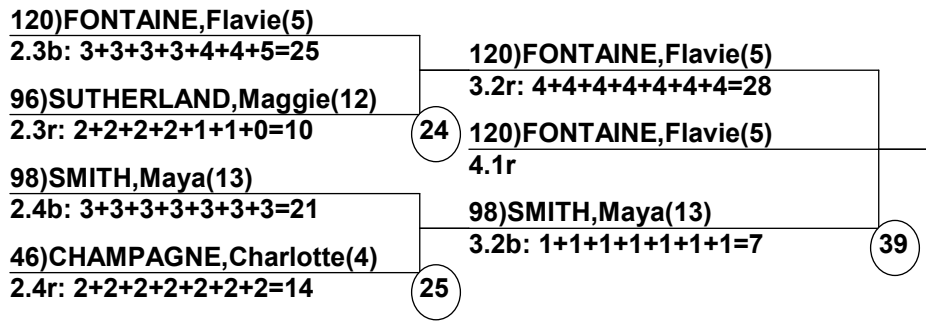 120)FONTAINE,Flavie(5)
2.3b: 3+3+3+3+4+4+5=25
96)SUTHERLAND,Maggie(12)
2.3r: 2+2+2+2+1+1+0=10
24
98)SMITH,Maya(13)
2.4b: 3+3+3+3+3+3+3=21
46)CHAMPAGNE,Charlotte(4)
2.4r: 2+2+2+2+2+2+2=14
25
120)FONTAINE,Flavie(5)
3.2r: 4+4+4+4+4+4+4=28
120)FONTAINE,Flavie(5)
4.1r
98)SMITH,Maya(13)
3.2b: 1+1+1+1+1+1+1=7
39